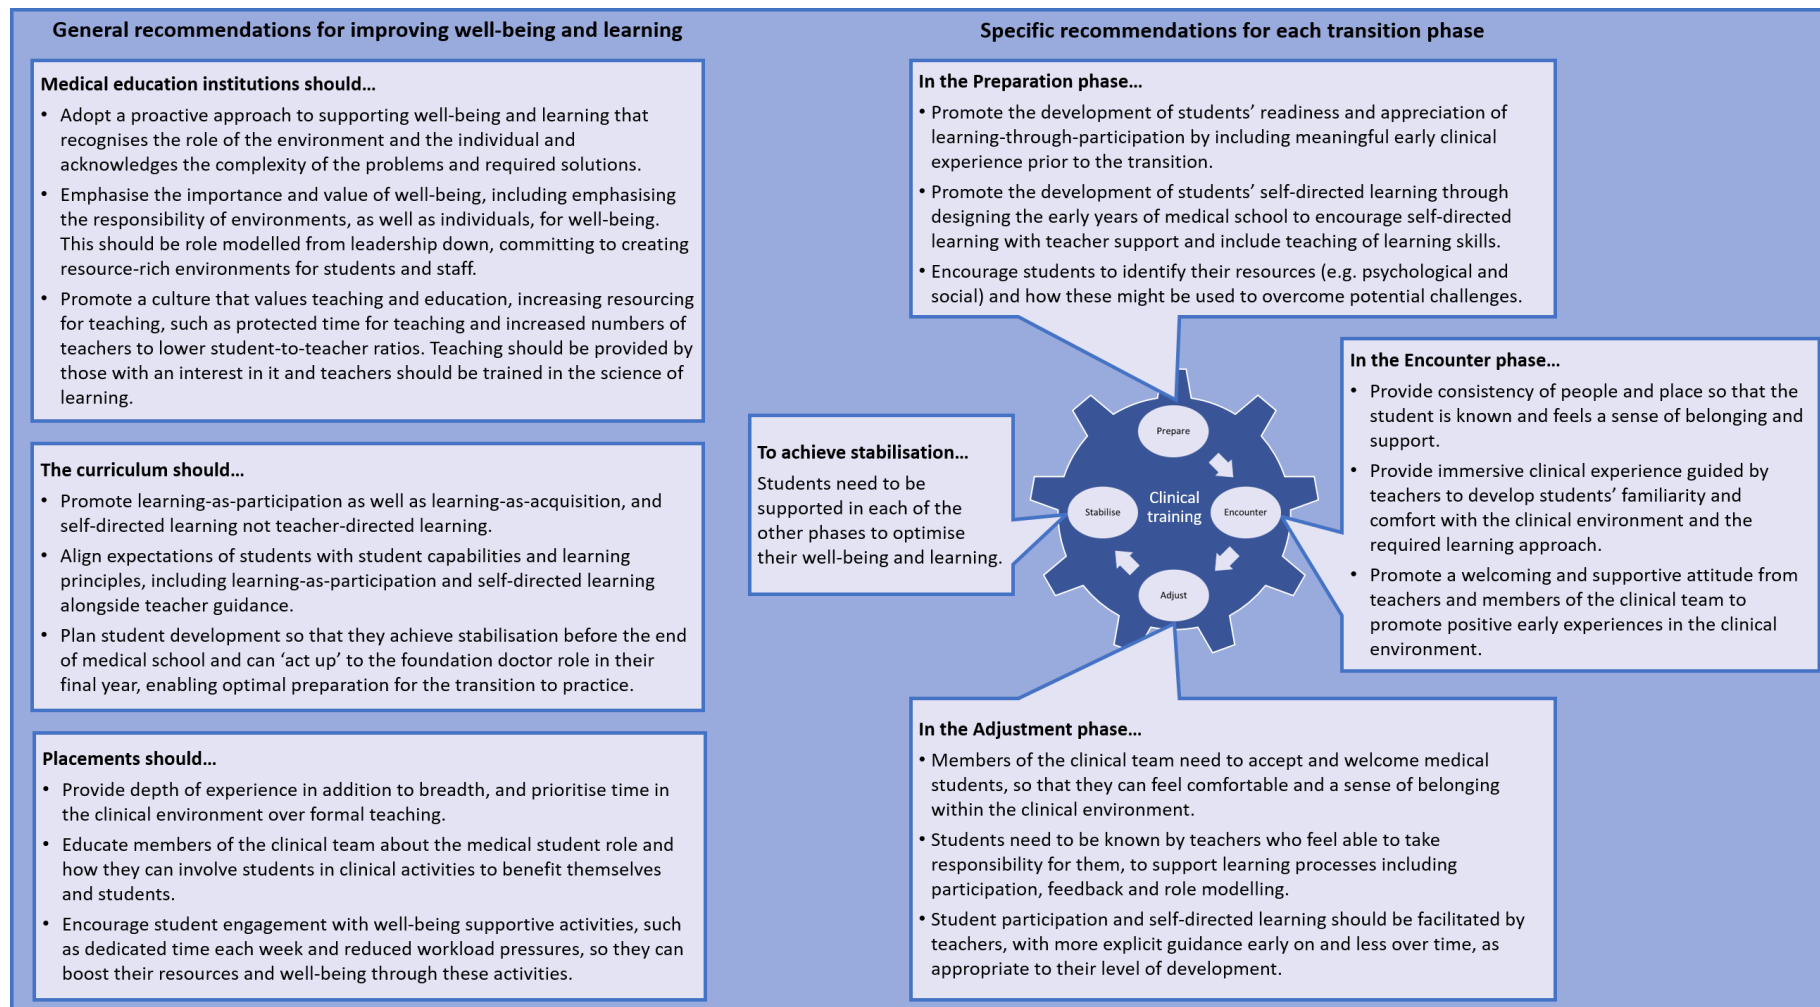 General recommendations for improving well-being and learning
Medical education institutions should...
• Adopt a proactive approach to supporting well-being and learning that
recognises the role of the environment and the individual and
acknowledges the complexity of the problems and required solutions.
• Emphasise the importance and value of well-being, including emphasising
the responsibility of environments, as well as individuals, for well-being.
This should be role modelled from leadership down, committing to creating
resource-rich environments for students and staff.
• Promote a culture that values teaching and education, increasing resourcing
for teaching, such as protected time for teaching and increased numbers of
teachers to lower student-to-teacher ratios. Teaching should be provided by
those with an interest in it and teachers should be trained in the science of
learning.
The curriculum should...
• Promote learning-as-participation as well as learning-as-acquisition, and
self-directed learning not teacher-directed learning.
• Align expectations of students with student capabilities and learning
principles, including learning-as-participation and self-directed learning
alongside teacher guidance.
• Plan student development so that they achieve stabilisation before the end
of medical school and can ‘act up’ to the foundation doctor role in their
final year, enabling optimal preparation for the transition to practice.
Placements should...
• Provide depth of experience in addition to breadth, and prioritise time in
the clinical environment over formal teaching.
• Educate members of the clinical team about the medical student role and
how they can involve students in clinical activities to benefit themselves
and students.
• Encourage student engagement with well-being supportive activities, such
as dedicated time each week and reduced workload pressures, so they can
boost their resources and well-being through these activities.
Specific recommendations for each transition phase
In the Preparation phase...
• Promote the development of students’ readiness and appreciation of
learning-through-participation by including meaningful early clinical
experience prior to the transition.
• Promote the development of students’ self-directed learning through
designing the early years of medical school to encourage self-directed
learning with teacher support and include teaching of learning skills.
• Encourage students to identify their resources (e.g. psychological and
social) and how these might be used to overcome potential challenges.
In the Encounter phase...
• Provide consistency of people and place so that the
student is known and feels a sense of belonging and
support.
• Provide immersive clinical experience guided by
teachers to develop students’ familiarity and
comfort with the clinical environment and the
required learning approach.
• Promote a welcoming and supportive attitude from
teachers and members of the clinical team to
promote positive early experiences in the clinical
environment.
To achieve stabilisation...
Students need to be
supported in each of the
other phases to optimise
their well-being and learning.
Prepare
Clinical
training
Stabilise
Encounter
Adjust
In the Adjustment phase...
• Members of the clinical team need to accept and welcome medical
students, so that they can feel comfortable and a sense of belonging
within the clinical environment.
• Students need to be known by teachers who feel able to take
responsibility for them, to support learning processes including
participation, feedback and role modelling.
• Student participation and self-directed learning should be facilitated by
teachers, with more explicit guidance early on and less over time, as
appropriate to their level of development.